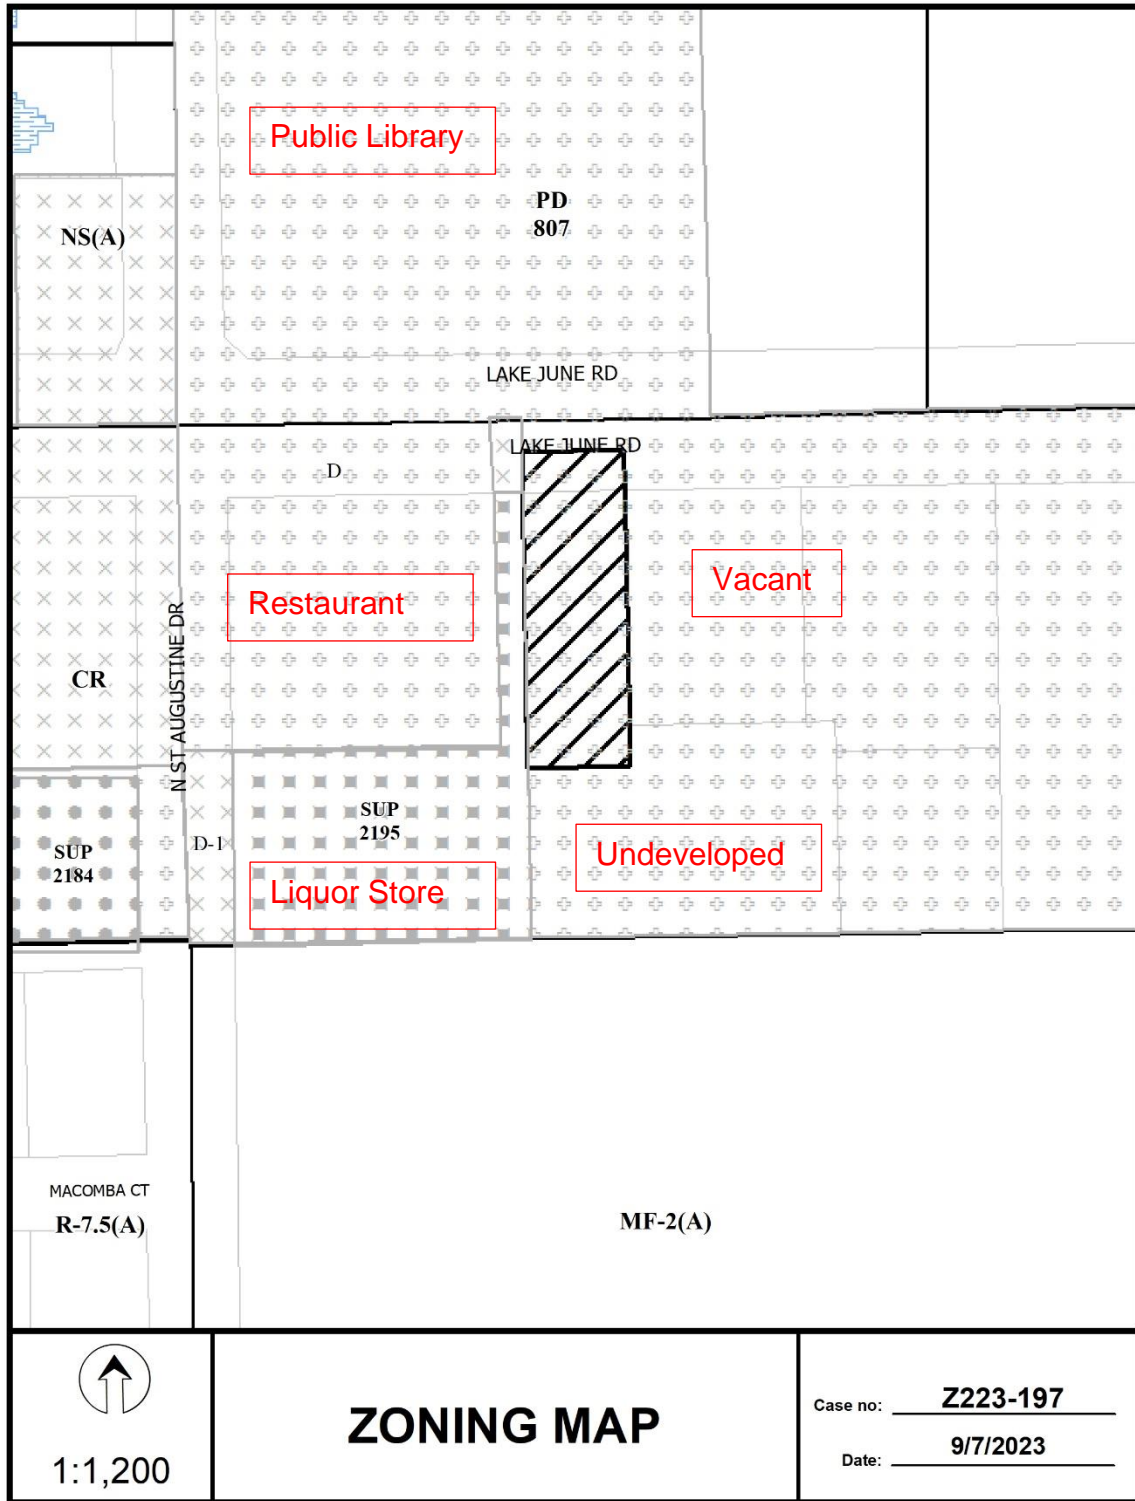 Public Library
PD
807
NS(A)
LAKE JUNE RD
LAKE JUNE RD
D
Vacant
Restaurant
N ST AUGUSTINE DR
CR
SUP
2195
D-1
SUP
2184
Undeveloped
Liquor Store
MACOMBA CT
R-7.5(A)
MF-2(A)
1:1,200
ZONING MAP
Case no: Z223-197
Date: 9/7/2023